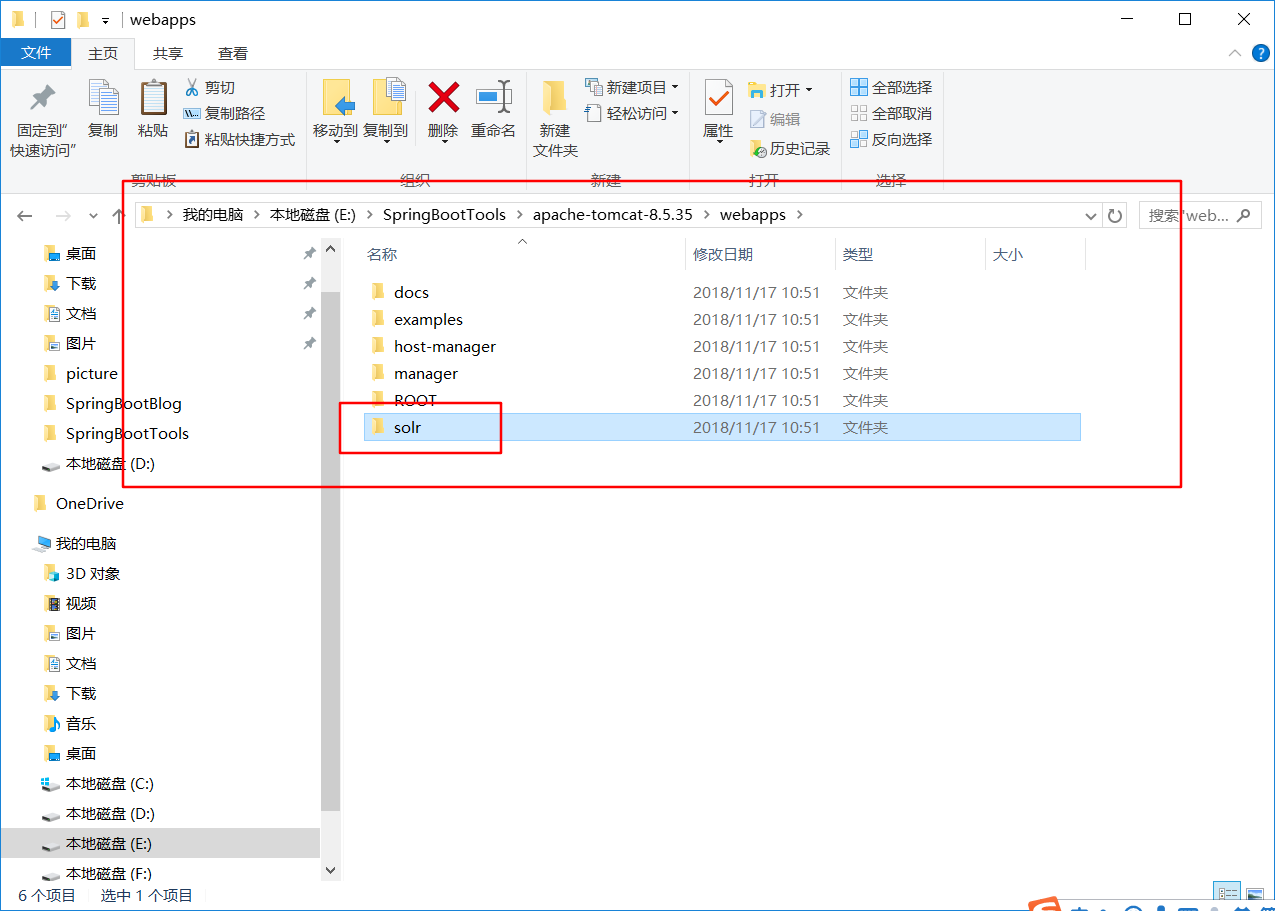 webapps
文件 主页 共享 查看
固定到"快速访问" 复制 粘贴 剪切 复制路径 粘贴快捷方式 移动到 复制到 删除 重命名 新建文件夹 新建项目 轻松访问 属性 打开 编辑 历史记录 全部选择 全部取消 反向选择
剪贴板 组织 新建 打开 选择
我的电脑 本地磁盘 (E:) SpringBootTools apache-tomcat-8.5.35 webapps 搜索"web...
名称 修改日期 类型 大小
docs 2018/11/17 10:51 文件夹
examples 2018/11/17 10:51 文件夹
host-manager 2018/11/17 10:51 文件夹
manager 2018/11/17 10:51 文件夹
ROOT 2018/11/17 10:51 文件夹
solr 2018/11/17 10:51 文件夹
桌面
下载
文档
图片
picture
SpringBootBlog
SpringBootTools
本地磁盘 (D:)
OneDrive
我的电脑
3D 对象
视频
图片
文档
下载
音乐
桌面
本地磁盘 (C:)
本地磁盘 (D:)
本地磁盘 (E:)
本地磁盘 (F:)
6 个项目 选中 1 个项目